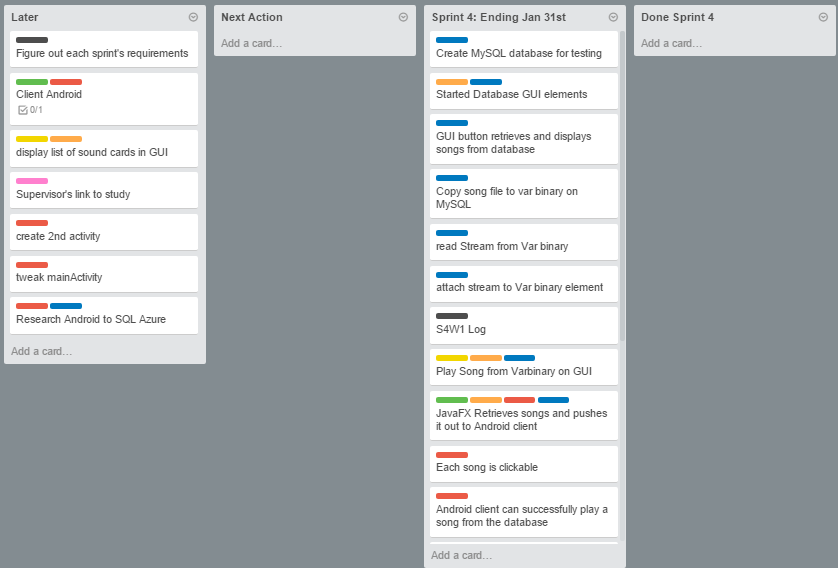 Later
Figure out each sprint's requirements
Client Android
0/1
display list of sound cards in GUI
Supervisor's link to study
create 2nd activity
tweak mainActivity
Research Android to SQL Azure
Add a card...
Next Action
Add a card...
Sprint 4: Ending Jan 31st
Create MySQL database for testing
Started Database GUI elements
GUI button retrieves and displays
songs from database
Copy song file to var binary on
MySQL
read Stream from Var binary
attach stream to Var binary element
S4W1 Log
Play Song from Varbinary on GUI
JavaFX Retrieves songs and pushes
it out to Android client
Each song is clickable
Android client can successfully play a
song from the database
Add a card...
Done Sprint 4
Add a card...